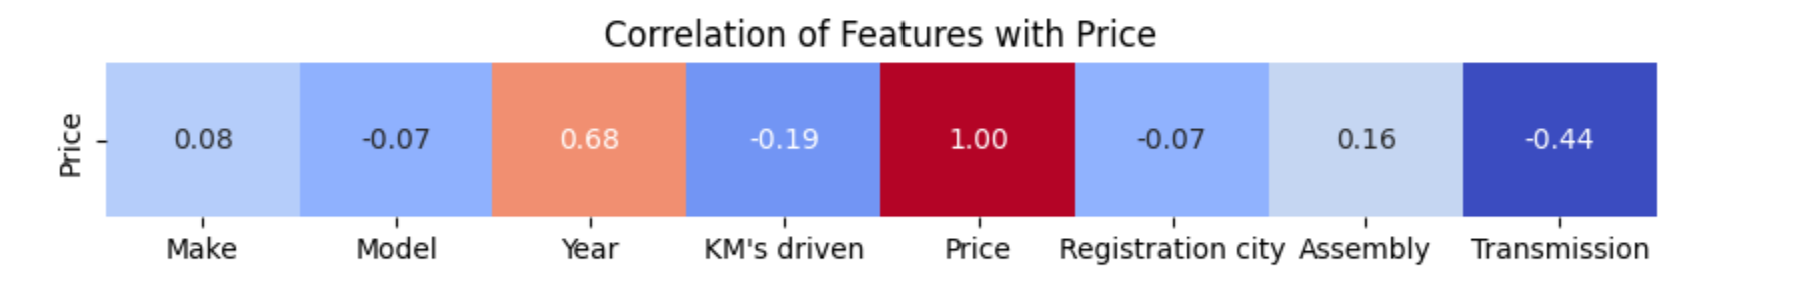 Correlation of Features with Price
Price
0.08 -0.07 0.68 -0.19 1.00 -0.07 0.16 -0.44
Make Model Year KM's driven Price Registration city Assembly Transmission